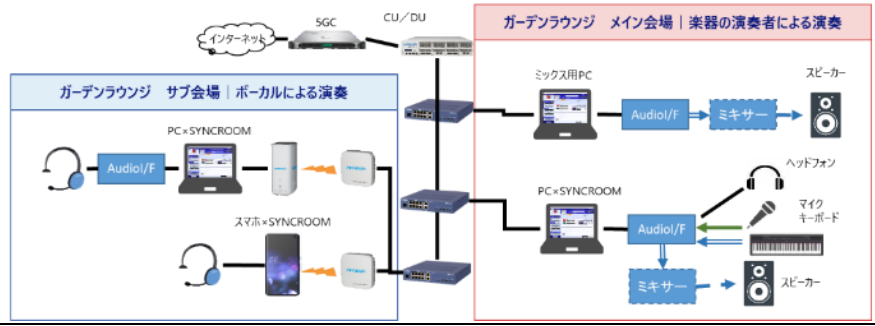 5GC
CU／DU
インターネット
ガーデンラウンジ　メイン会場｜楽器の演奏者による演奏
ミックス用PC
スピーカー
AudioI/F
ミキサー
ガーデンラウンジ　サブ会場｜ボーカルによる演奏
PC×SYNCROOM
AudioI/F
スマホ×SYNCROOM
PC×SYNCROOM
ヘッドフォン
AudioI/F
マイク
キーボード
ミキサー
スピーカー